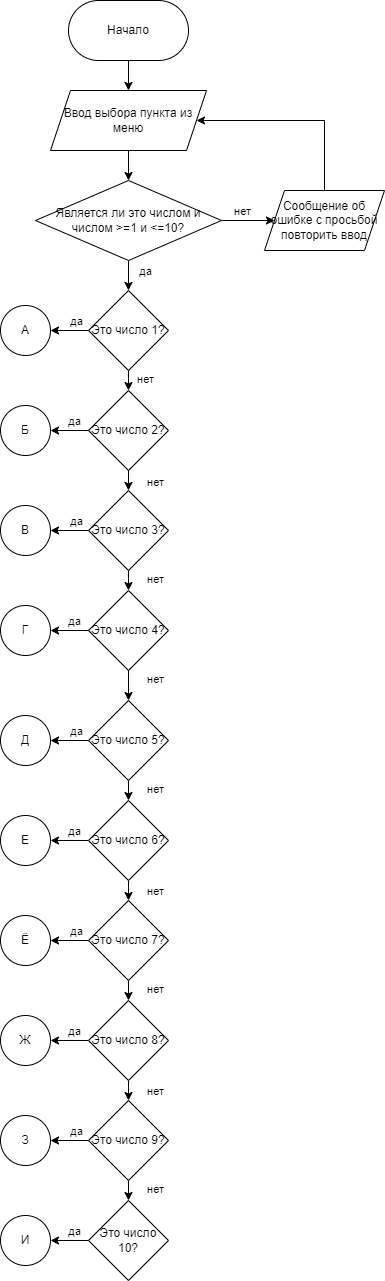 Начало
Ввод выбора пункта из
меню
Является ли это числом и
числом >=1 и <=10?
нет
Сообщение об
ошибке с просьбой
повторить ввод
да
Это число 1?
да
А
нет
Это число 2?
да
Б
нет
Это число 3?
да
В
нет
Это число 4?
да
Г
нет
Это число 5?
да
Д
нет
Это число 6?
да
Е
нет
Это число 7?
да
Ё
нет
Это число 8?
да
Ж
нет
Это число 9?
да
З
нет
Это число
10?
да
И